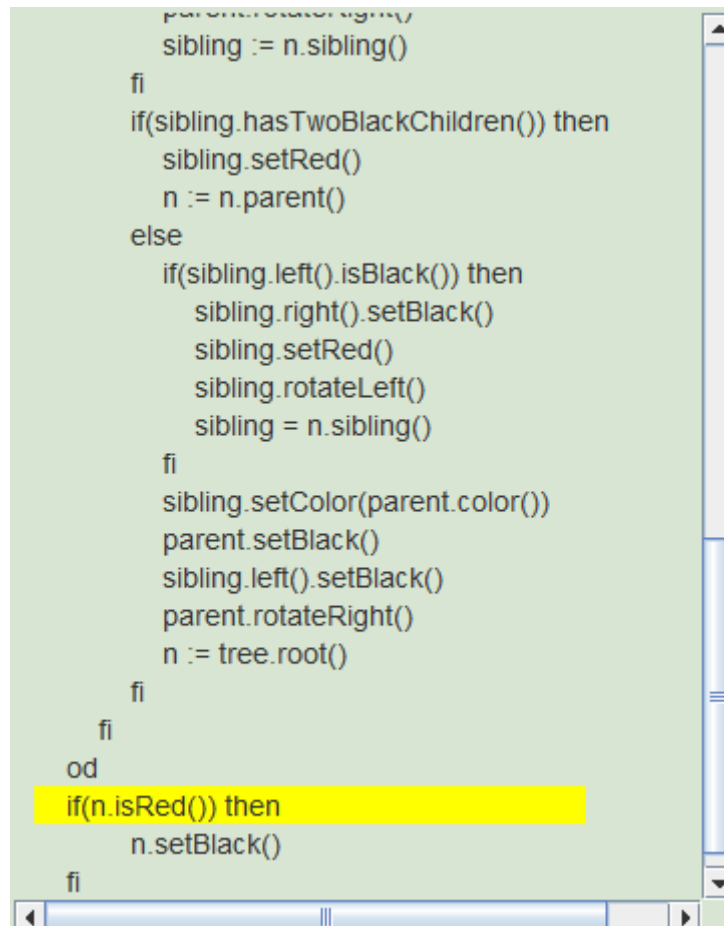 parent.rotateRight()
sibling := n.sibling()
fi
if(sibling.hasTwoBlackChildren()) then
sibling.setRed()
n := n.parent()
else
if(sibling.left().isBlack()) then
sibling.right().setBlack()
sibling.setRed()
sibling.rotateLeft()
sibling = n.sibling()
fi
sibling.setColor(parent.color())
parent.setBlack()
sibling.left().setBlack()
parent.rotateRight()
n := tree.root()
fi
fi
od
if(n.isRed()) then
n.setBlack()
fi